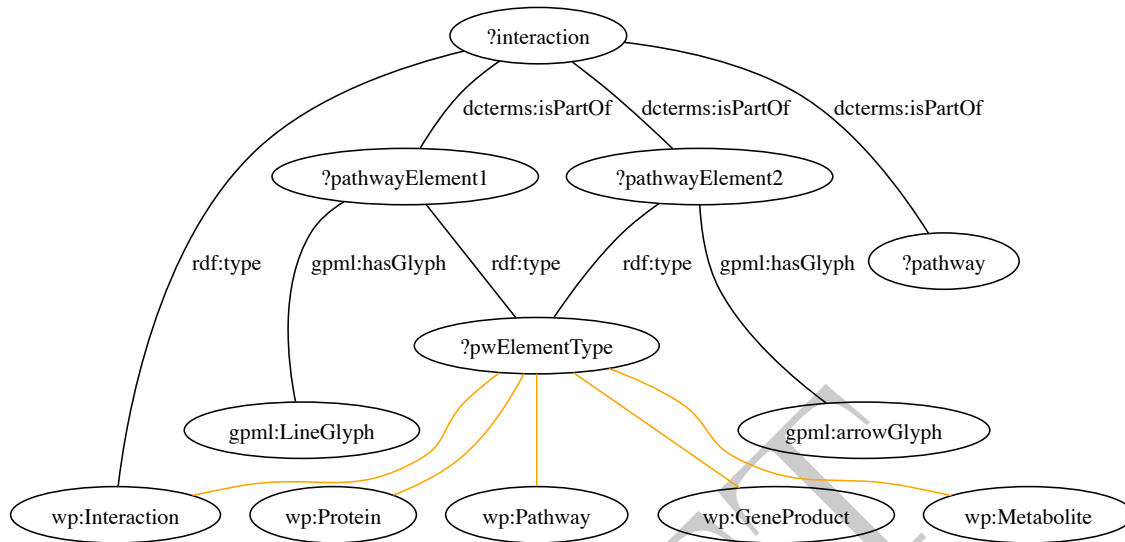 ?interaction
dcterms:isPartOf dcterms:isPartOf dcterms:isPartOf
?pathwayElement1 ?pathwayElement2
rdf:type gpml:hasGlyph rdf:type rdf:type gpml:hasGlyph ?pathway
?pwElementType
gpml:LineGlyph gpml:arrowGlyph
wp:Interaction wp:Protein wp:Pathway wp:GeneProduct wp:Metabolite